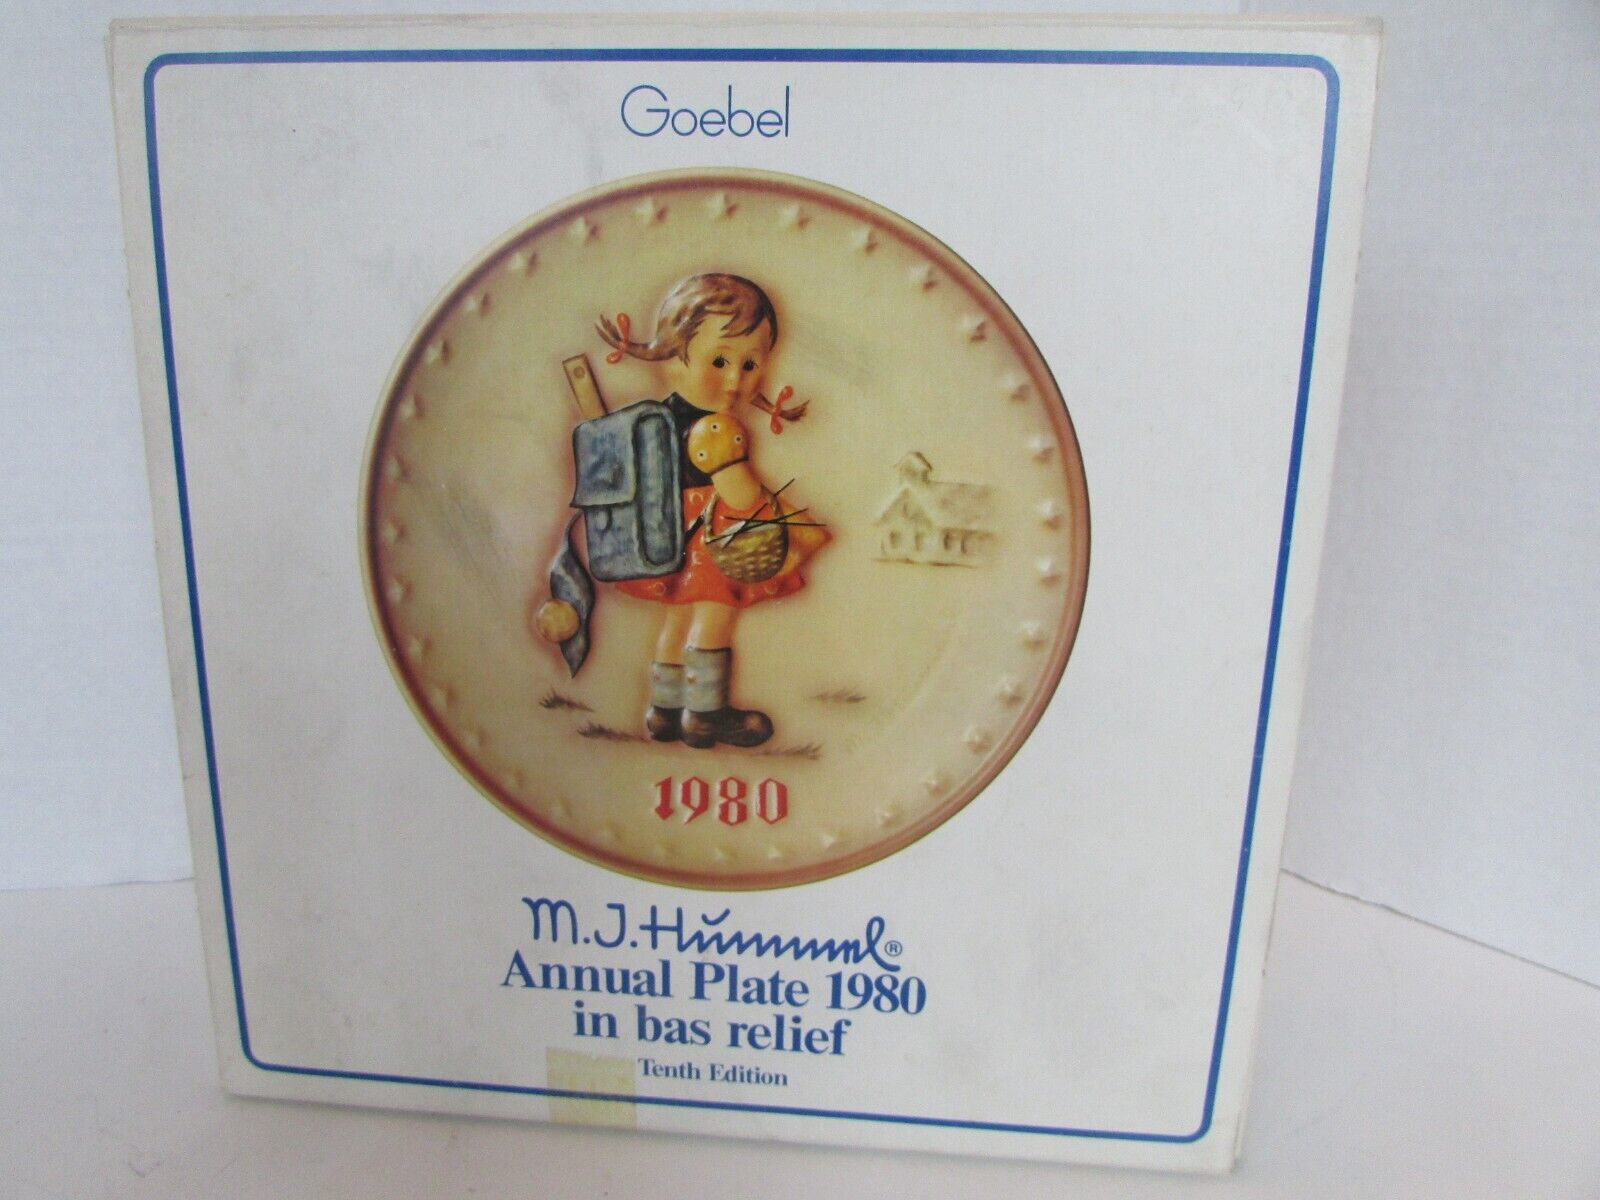 Goebel
1980
M.J.Hummel®
Annual Plate 1980
in bas relief
Tenth Edition